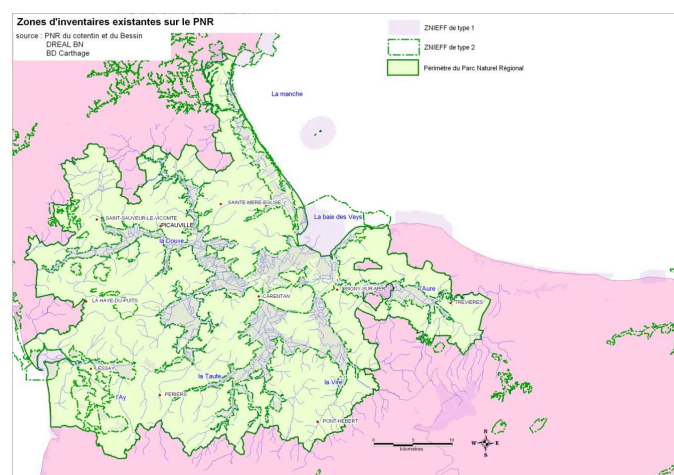 Zones d'inventaires existantes sur le PNR
source : PNR du cotentin et du Bessin
DREAL BN
BD Carthage
ZNIEFF de type 1
ZNIEFF de type 2
Périmètre du Parc Naturel Régional
La manche
SAINTE-MERE-EGLISE
La baie des Veys
SAINT-SAUVEUR-LE-VICOMTE
PICAUVILLE
la Douve
l'Aure
ISIGNY-SUR-MER
CARENTAN
LA HAYE-DU-PUITS
TREVIERES
LESSAY
la Taute
la Vire
l'Ay
PERIERS
PONT-HEBERT
0 5 10
kilomètres
N
W E
S